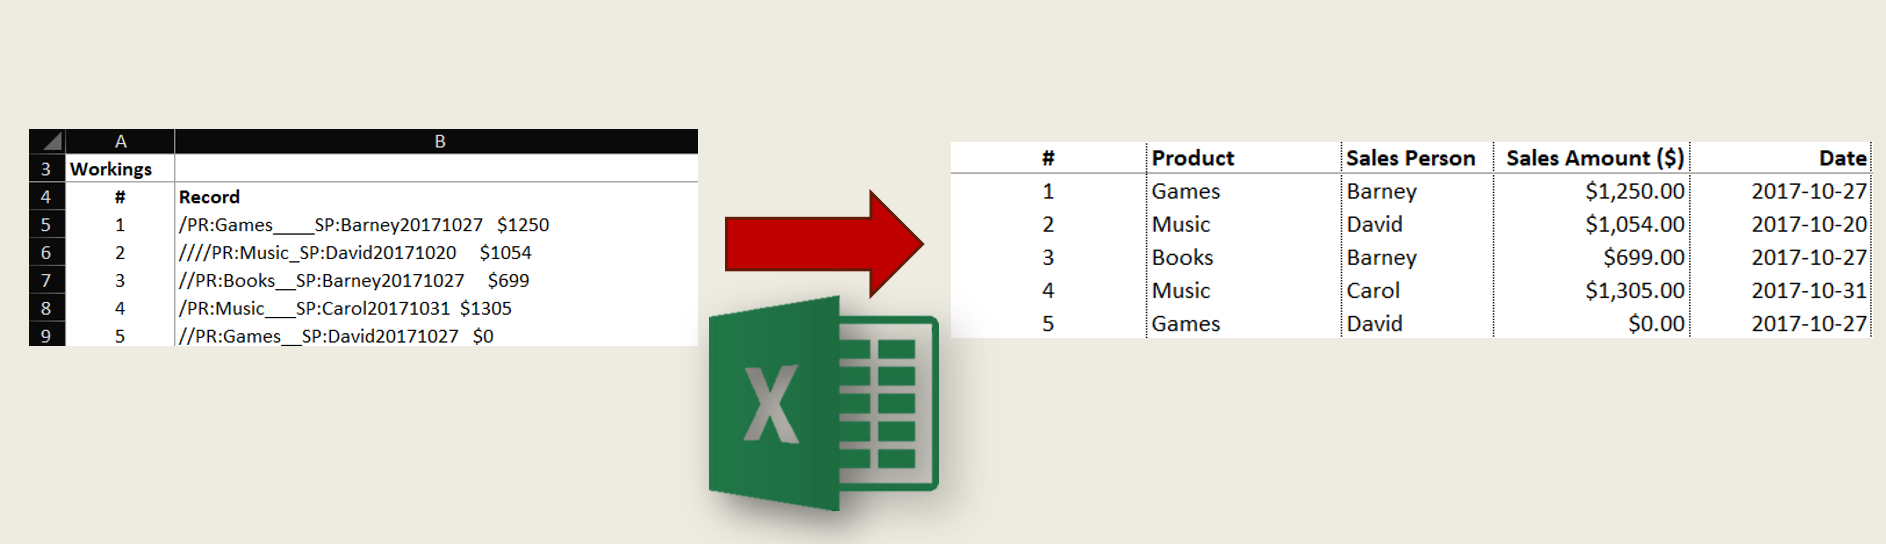 A B
3 Workings
4 # Record
5 1 /PR:Games____SP:Barney20171027   $1250
6 2 ////PR:Music_SP:David20171020    $1054
7 3 //PR:Books__SP:Barney20171027    $699
8 4 /PR:Music___SP:Carol20171031  $1305
9 5 //PR:Games__SP:David20171027   $0
X
# Product Sales Person Sales Amount ($) Date
1 Games Barney $1,250.00 2017-10-27
2 Music David $1,054.00 2017-10-20
3 Books Barney $699.00 2017-10-27
4 Music Carol $1,305.00 2017-10-31
5 Games David $0.00 2017-10-27